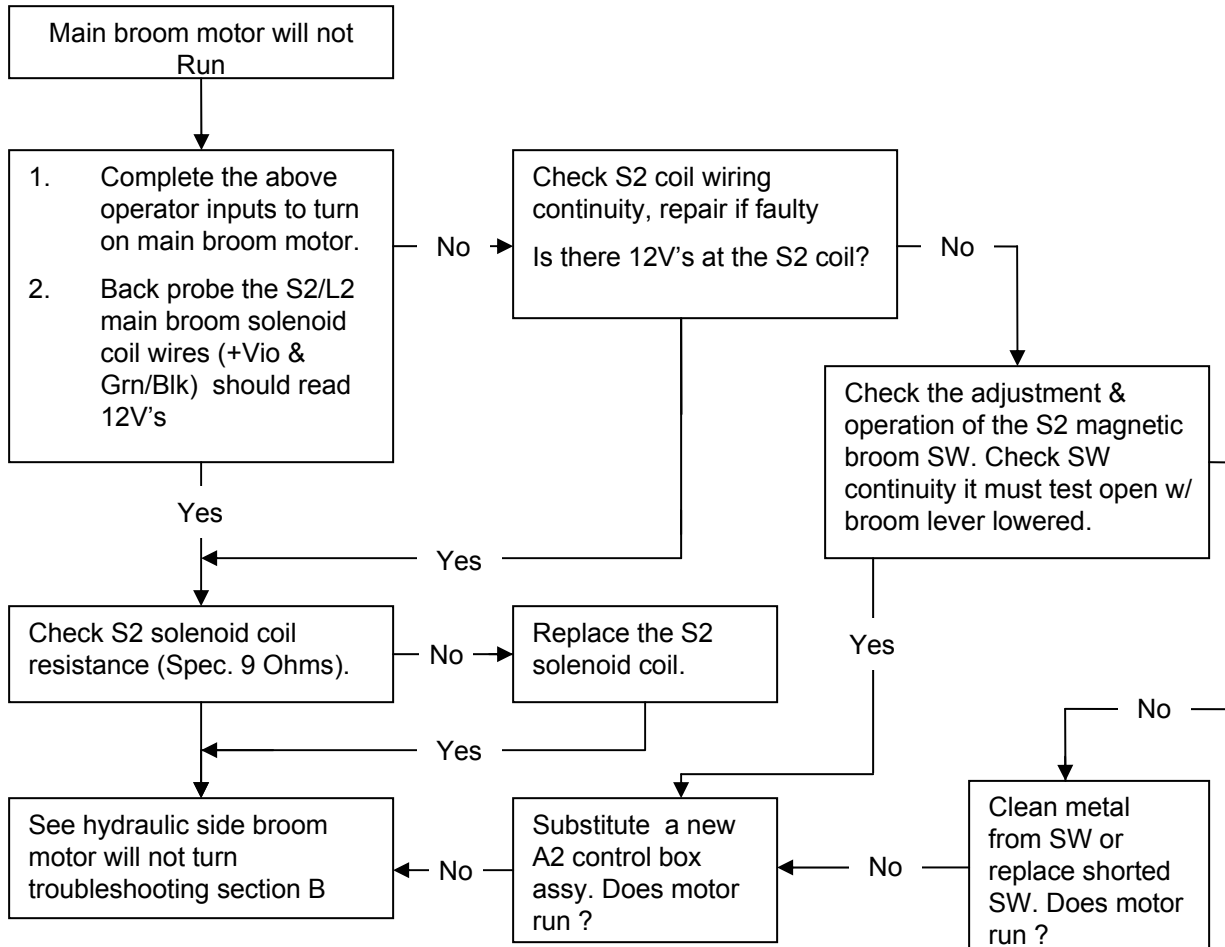 Main broom motor will not
Run
1. Complete the above
operator inputs to turn
on main broom motor.
2. Back probe the S2/L2
main broom solenoid
coil wires (+Vio &
Grn/Blk) should read
12V's
No
Check S2 coil wiring
continuity, repair if faulty
Is there 12V's at the S2 coil?
No
Check the adjustment &
operation of the S2 magnetic
broom SW. Check SW
continuity it must test open w/
broom lever lowered.
Yes
Yes
Check S2 solenoid coil
resistance (Spec. 9 Ohms).
No
Replace the S2
solenoid coil.
Yes
No
Yes
See hydraulic side broom
motor will not turn
troubleshooting section B
No
Substitute a new
A2 control box
assy. Does motor
run ?
No
Clean metal
from SW or
replace shorted
SW. Does motor
run ?